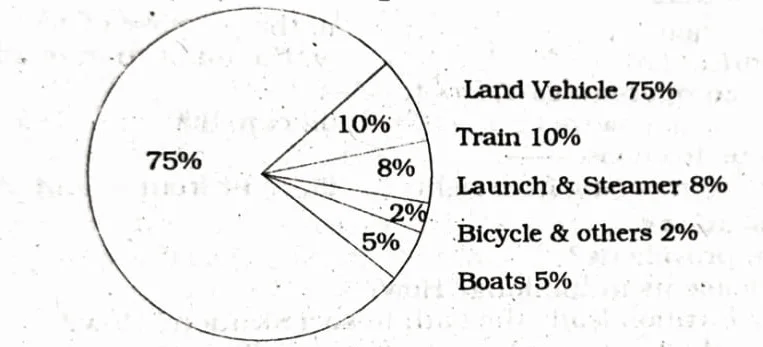 75%
10%
8%
2%
5%
Land Vehicle 75%
Train 10%
Launch & Steamer 8%
Bicycle & others 2%
Boats 5%